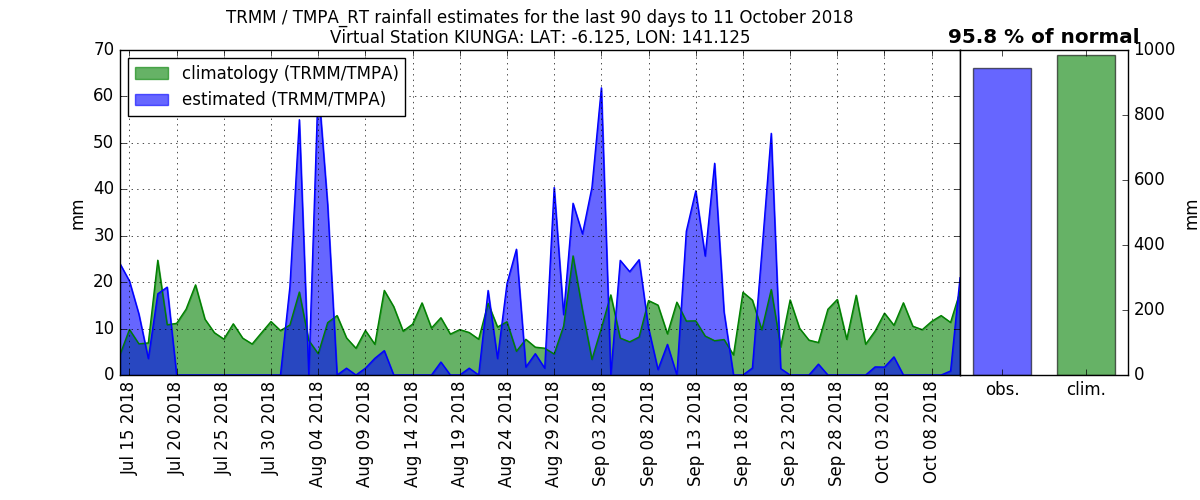 TRMM / TMPA_RT rainfall estimates for the last 90 days to 11 October 2018
Virtual Station KIUNGA: LAT: -6.125, LON: 141.125
95.8 % of normal
climatology (TRMM/TMPA)
estimated (TRMM/TMPA)
mm
70
60
50
40
30
20
10
0
Jul 15 2018
Jul 20 2018
Jul 25 2018
Jul 30 2018
Aug 04 2018
Aug 09 2018
Aug 14 2018
Aug 19 2018
Aug 24 2018
Aug 29 2018
Sep 03 2018
Sep 08 2018
Sep 13 2018
Sep 18 2018
Sep 23 2018
Sep 28 2018
Oct 03 2018
Oct 08 2018
obs.
clim.
1000
800
600
400
200
0
mm